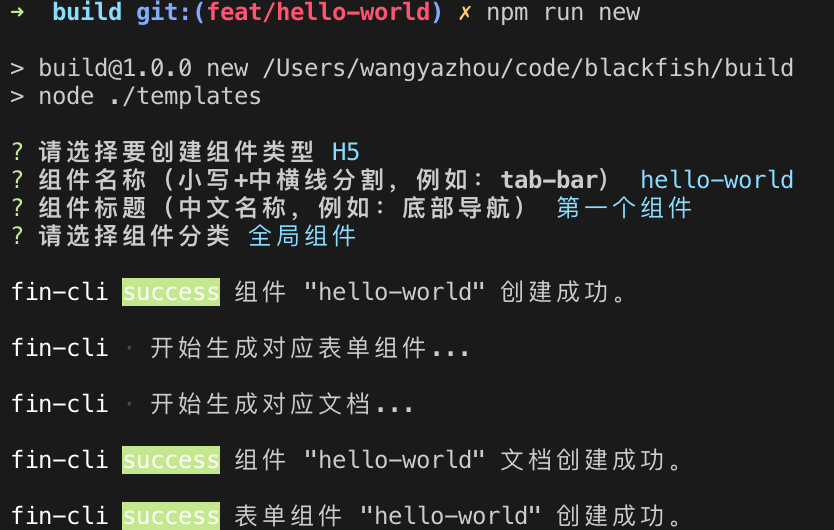 → build git:(feat/hello-world) ✗ npm run new
> build@1.0.0 new /Users/wangyazhou/code/blackfish/build
> node ./templates
? 请选择要创建组件类型 H5
? 组件名称（小写+中横线分割，例如：tab-bar） hello-world
? 组件标题（中文名称，例如：底部导航） 第一个组件
? 请选择组件分类 全局组件
fin-cli success 组件 "hello-world" 创建成功。
fin-cli · 开始生成对应表单组件...
fin-cli · 开始生成对应文档...
fin-cli success 组件 "hello-world" 文档创建成功。
fin-cli success 表单组件 "hello-world" 创建成功。